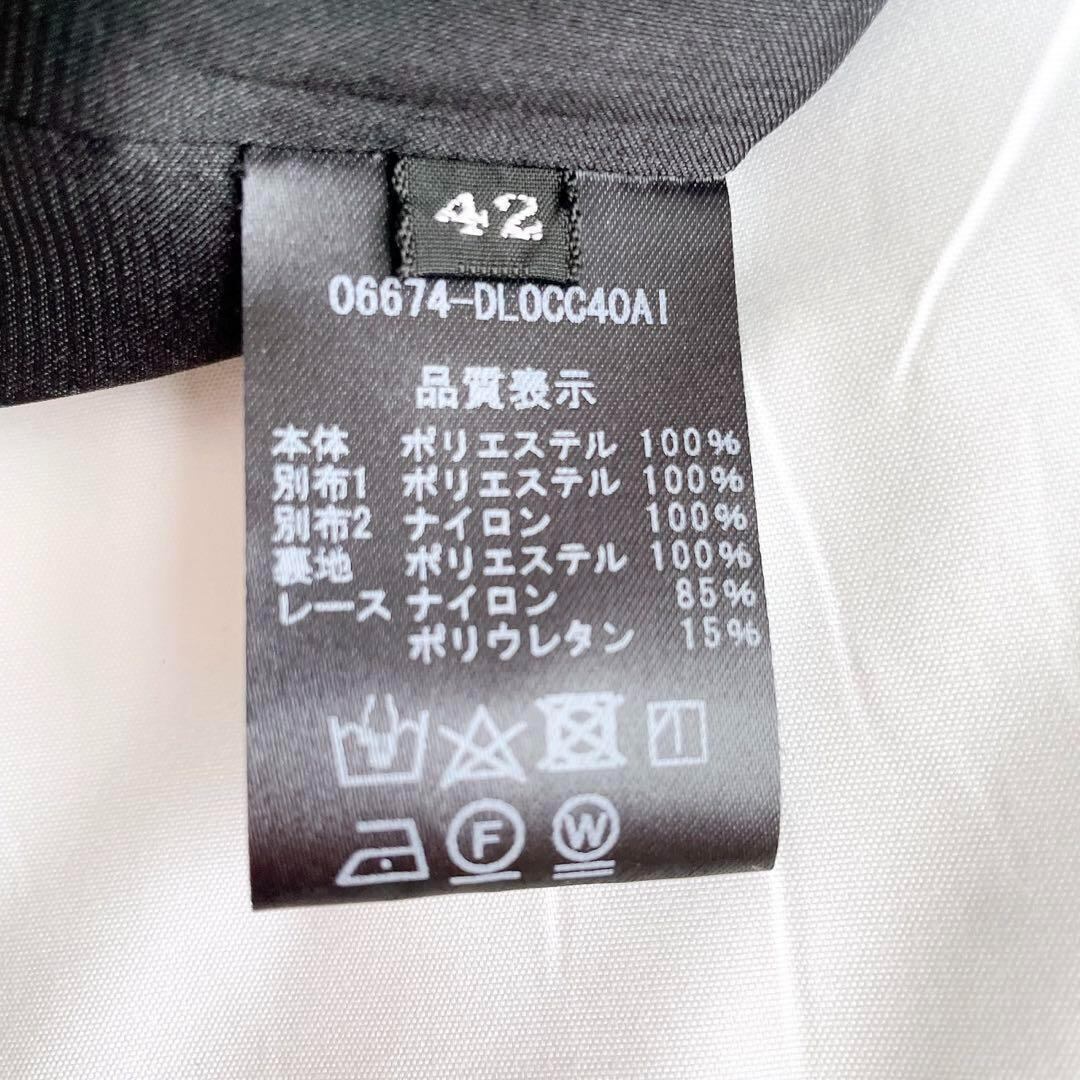 42
06674-DL0CC40AI
品質表示
本体 ポリエステル 100%
別布1 ポリエステル 100%
別布2 ナイロン 100%
裏地 ポリエステル 100%
レース ナイロン 85%
ポリウレタン 15%
F W